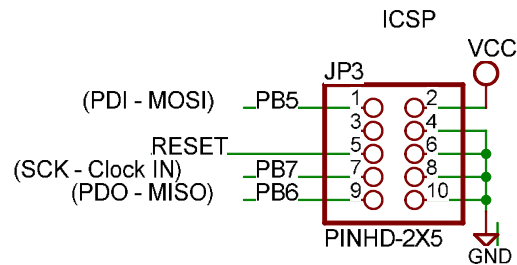 ICSP
VCC
JP3
(PDI - MOSI) PB5 1 2
3 4
RESET 5 6
(SCK - Clock IN) PB7 7 8
(PDO - MISO) PB6 9 10
PINHD-2X5
GND